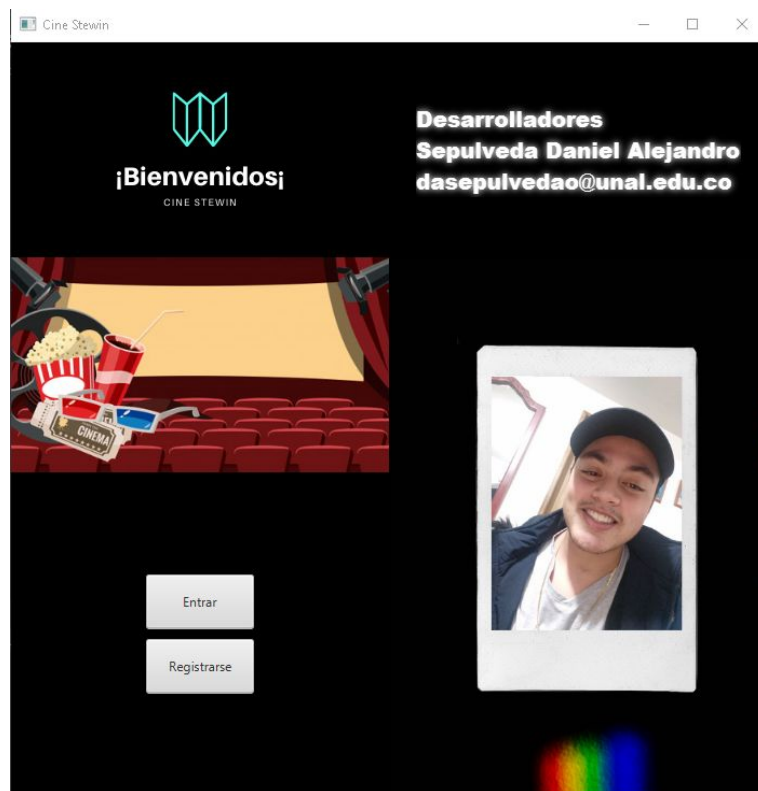 Cine Stewin
¡Bienvenidos¡
CINE STEWIN
Desarrolladores
Sepulveda Daniel Alejandro
dasepulvedao@unal.edu.co
CINEMA
Entrar
Registrarse